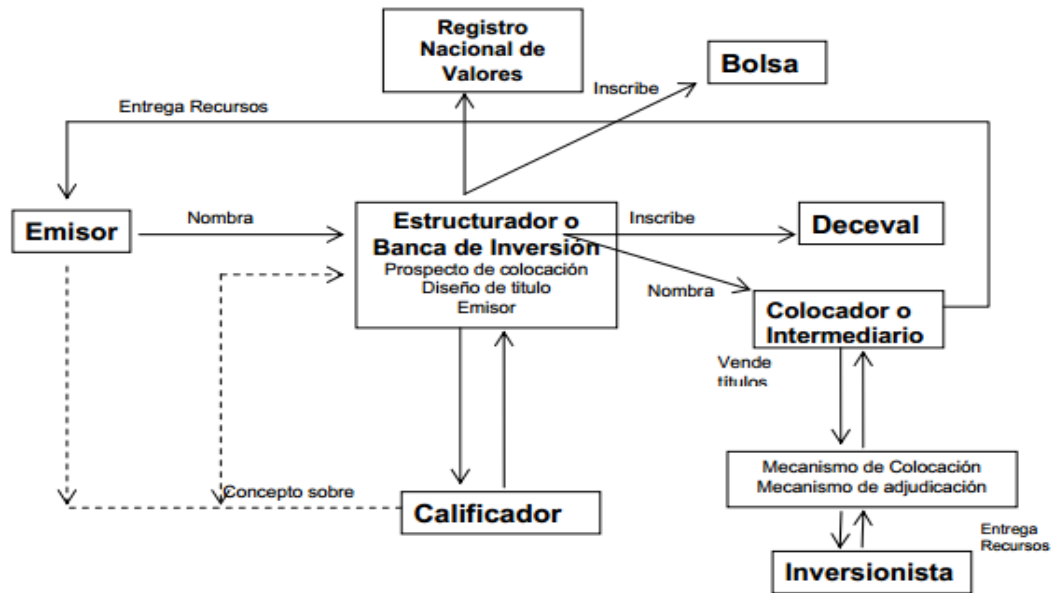 Registro
Nacional de
Valores
Bolsa
Inscribe
Entrega Recursos
Emisor
Nombra
Estructurador o
Banca de Inversión
Prospecto de colocación
Diseño de titulo
Emisor
Inscribe
Deceval
Nombra
Colocador o
Intermediario
Vende
títulos
Mecanismo de Colocación
Mecanismo de adjudicación
Concepto sobre
Calificador
Entrega
Recursos
Inversionista